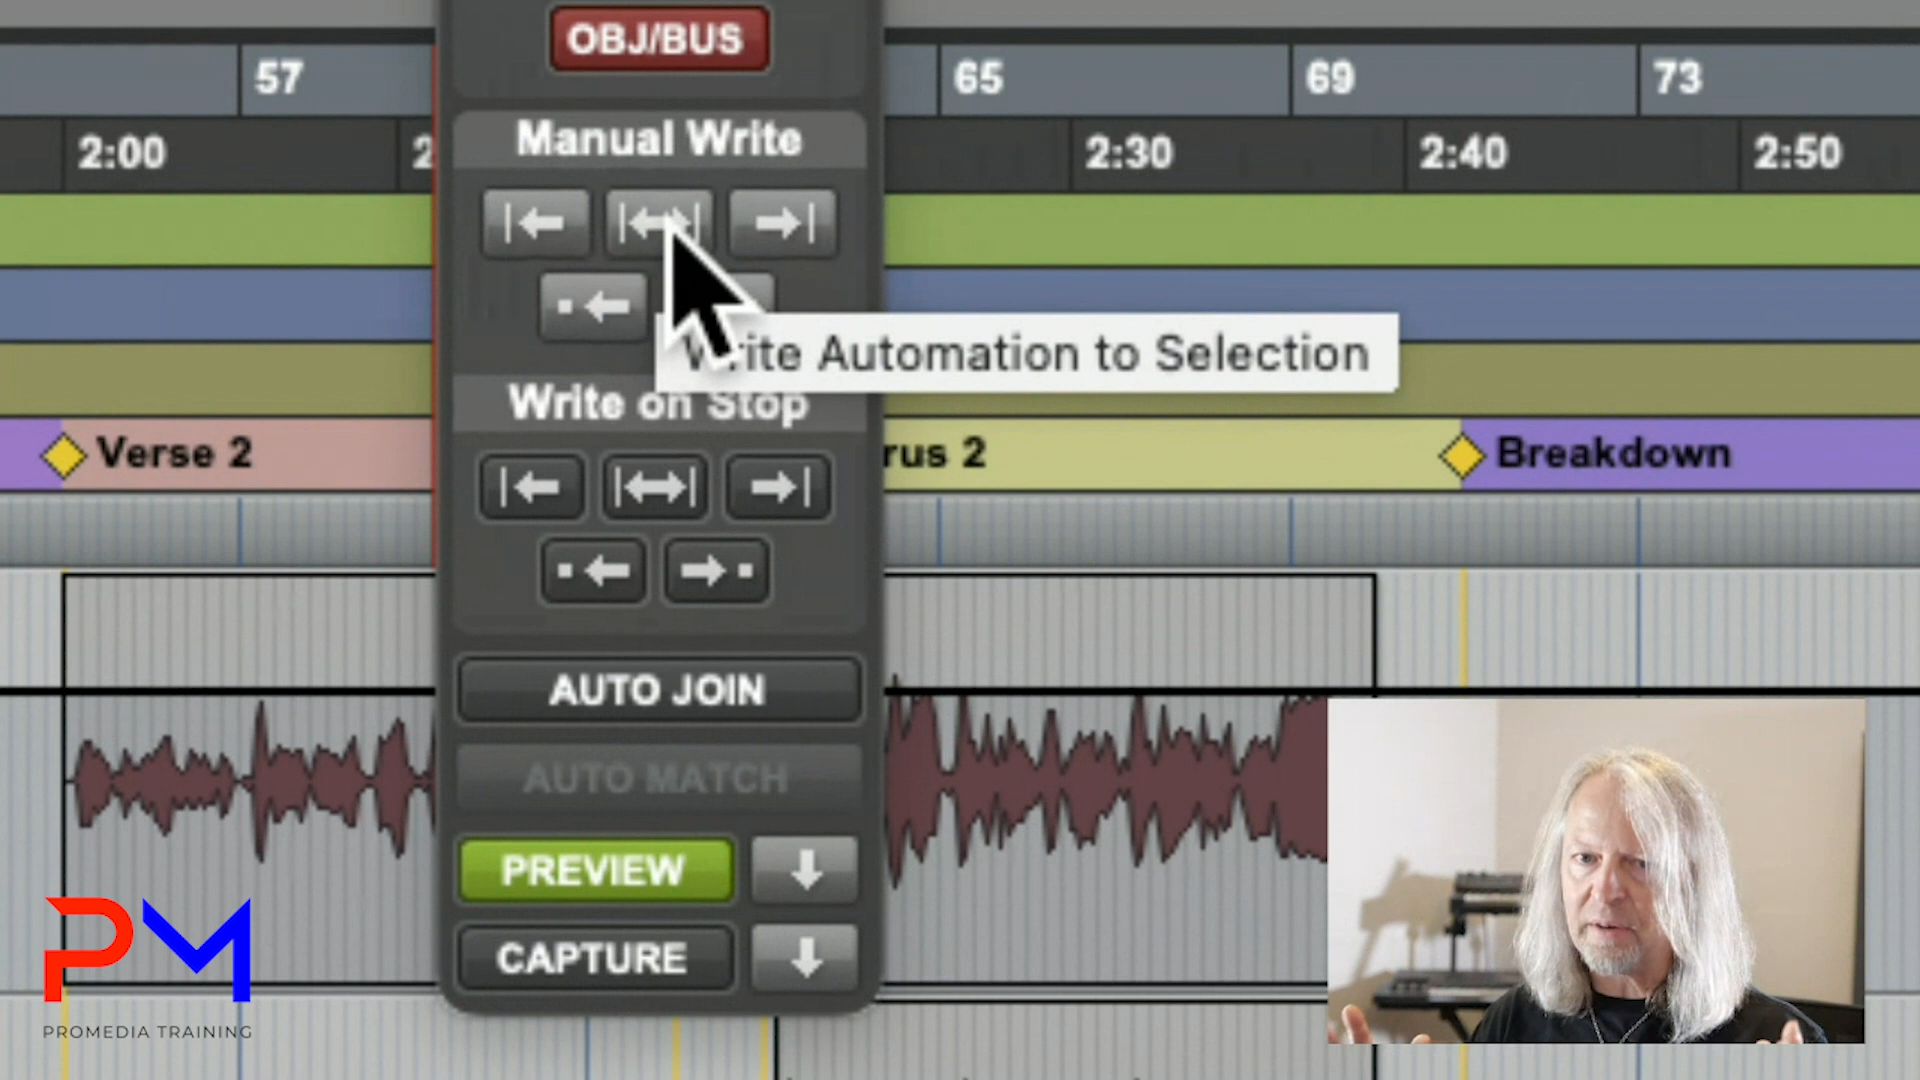 OBJ/BUS
57 65 69 73
Manual Write
2:00 2 2:30 2:40 2:50
Write Automation to Selection
Write on Stop
Verse 2 rus 2 Breakdown
AUTO JOIN
AUTO MATCH
PREVIEW
CAPTURE
PM
PROMEDIA TRAINING